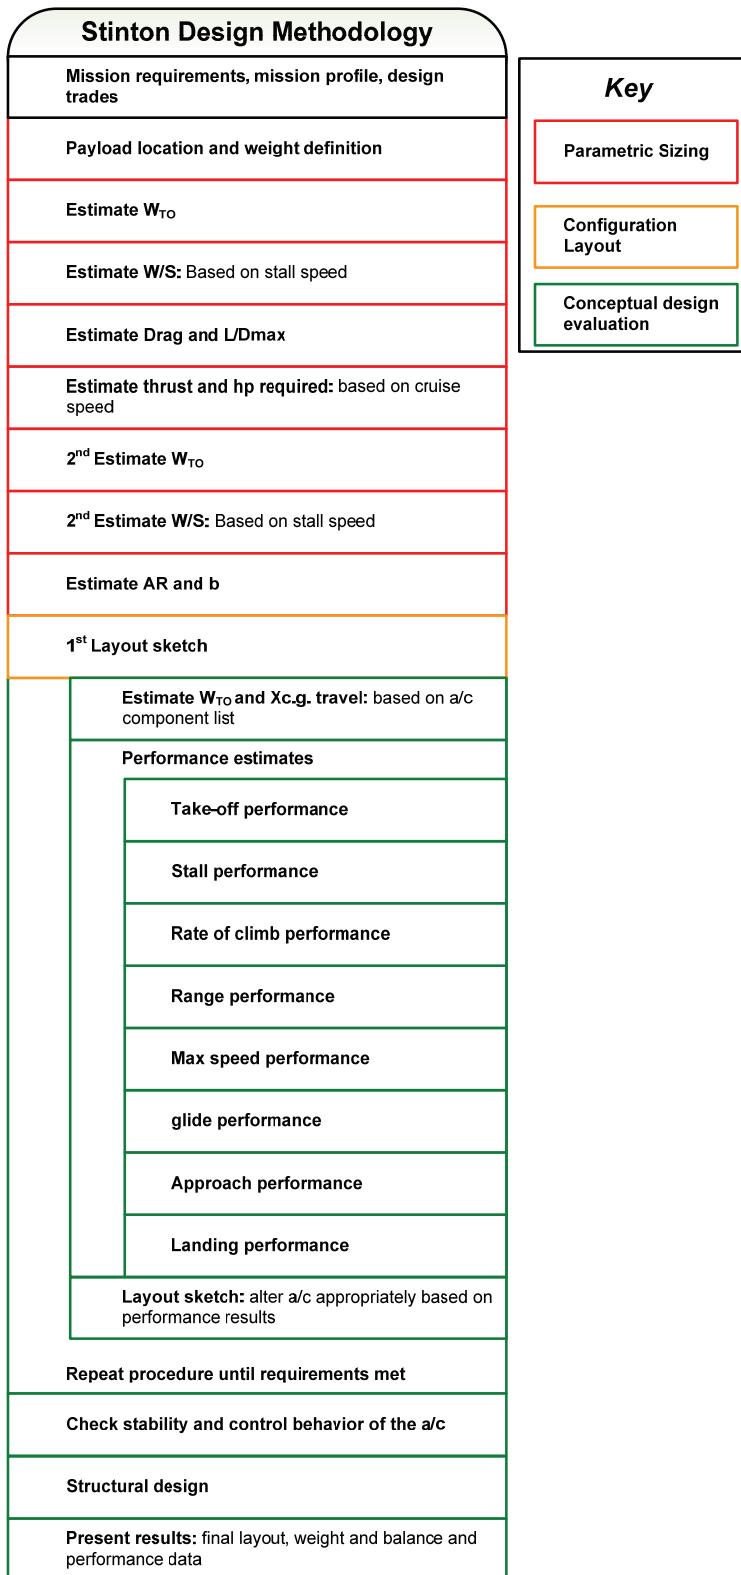 Stinton Design Methodology
Mission requirements, mission profile, design
trades
Payload location and weight definition
Estimate W_TO
Estimate W/S: Based on stall speed
Estimate Drag and L/Dmax
Estimate thrust and hp required: based on cruise
speed
2nd Estimate W_TO
2nd Estimate W/S: Based on stall speed
Estimate AR and b
1st Layout sketch
Estimate W_TO and Xc.g. travel: based on a/c
component list
Performance estimates
Take-off performance
Stall performance
Rate of climb performance
Range performance
Max speed performance
glide performance
Approach performance
Landing performance
Layout sketch: alter a/c appropriately based on
performance results
Repeat procedure until requirements met
Check stability and control behavior of the a/c
Structural design
Present results: final layout, weight and balance and
performance data
Key
Parametric Sizing
Configuration
Layout
Conceptual design
evaluation